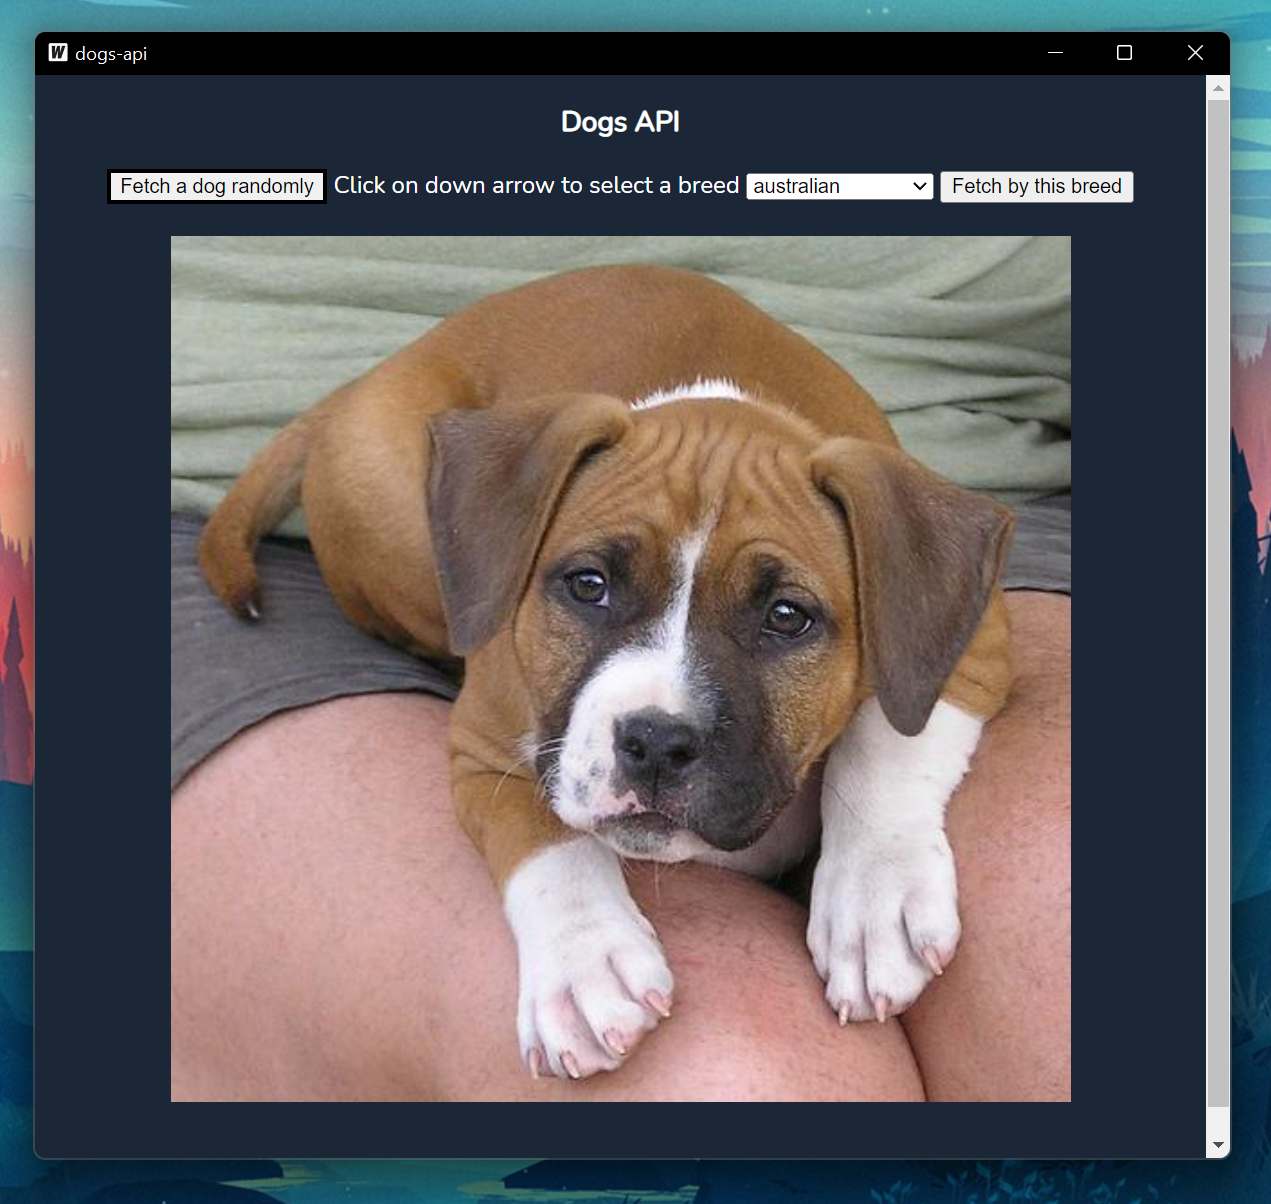 W dogs-api
Dogs API
Fetch a dog randomly Click on down arrow to select a breed australian Fetch by this breed